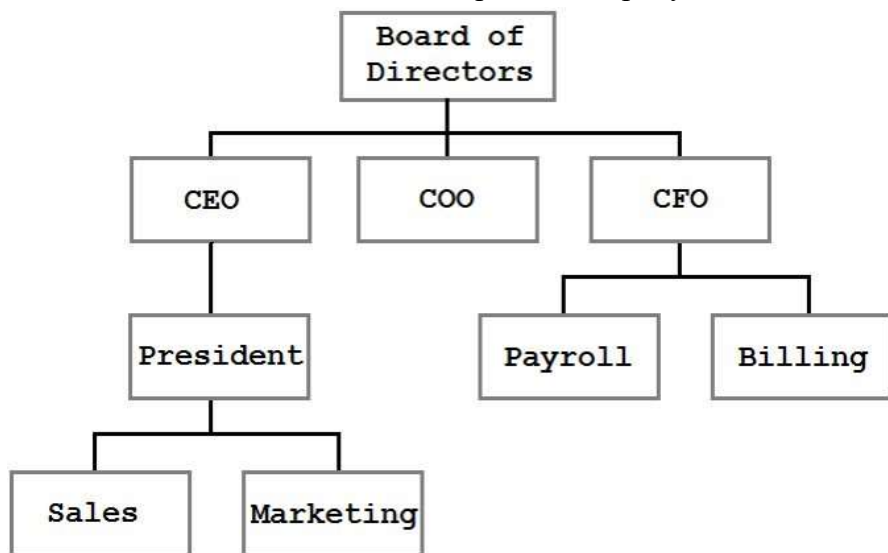 Board of
Directors
CEO
COO
CFO
President
Payroll
Billing
Sales
Marketing